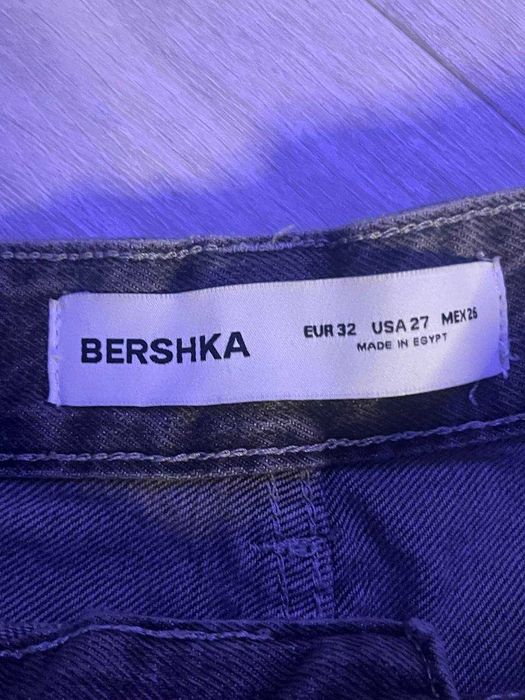 BERSHKA
EUR 32 USA 27 MEX 26
MADE IN EGYPT